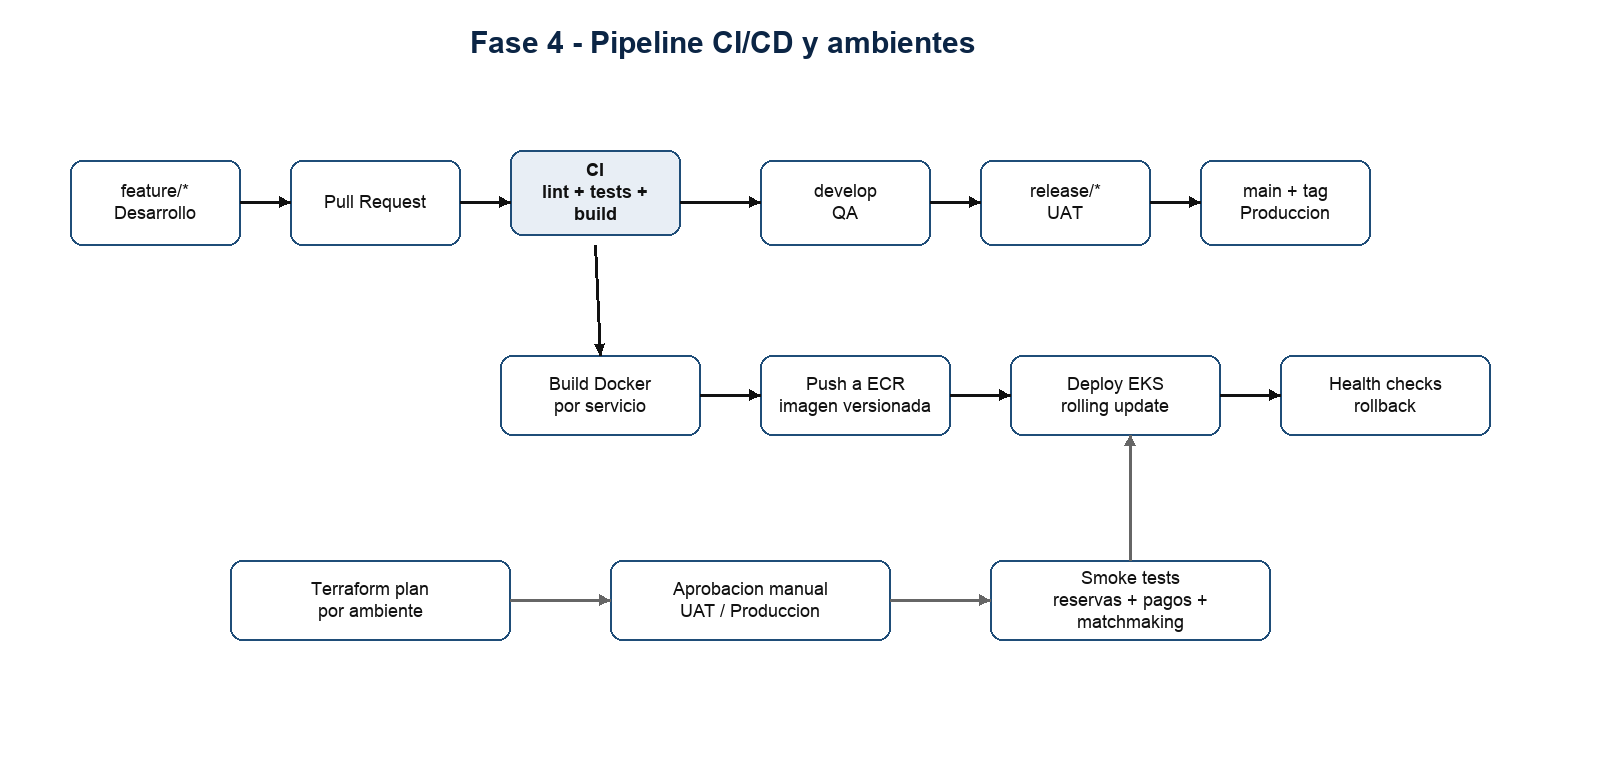 Fase 4 - Pipeline CI/CD y ambientes
feature/*
Desarrollo
Pull Request
CI
lint + tests +
build
develop
QA
release/*
UAT
main + tag
Produccion
Build Docker
por servicio
Push a ECR
imagen versionada
Deploy EKS
rolling update
Health checks
rollback
Terraform plan
por ambiente
Aprobacion manual
UAT / Produccion
Smoke tests
reservas + pagos +
matchmaking